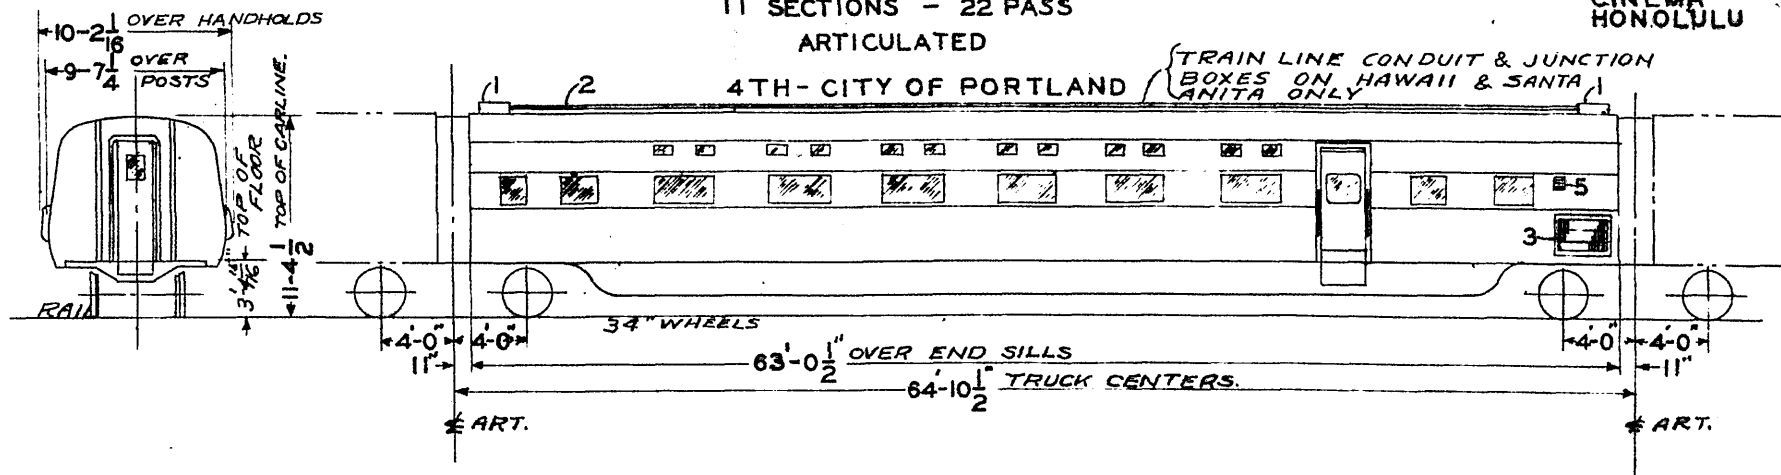 11 SECTIONS - 22 PASS
HONOLULU
ARTICULATED
4TH-CITY OF PORTLAND
TRAIN LINE CONDUIT & JUNCTION
BOXES ON HAWAII & SANTA
ANITA ONLY
10-2 1/16 OVER HANDHOLDS
9-7 1/4 OVER POSTS
1
2
1
TOP OF FLOOR
TOP OF CARLINE.
11-4 1/2
5
3
RAIL
34" WHEELS
4'-0"
4'-0"
4'-0"
4'-0"
11"
63'-0 1/2" OVER END SILLS
11"
64'-10 1/2" TRUCK CENTERS.
℄ ART.
℄ ART.